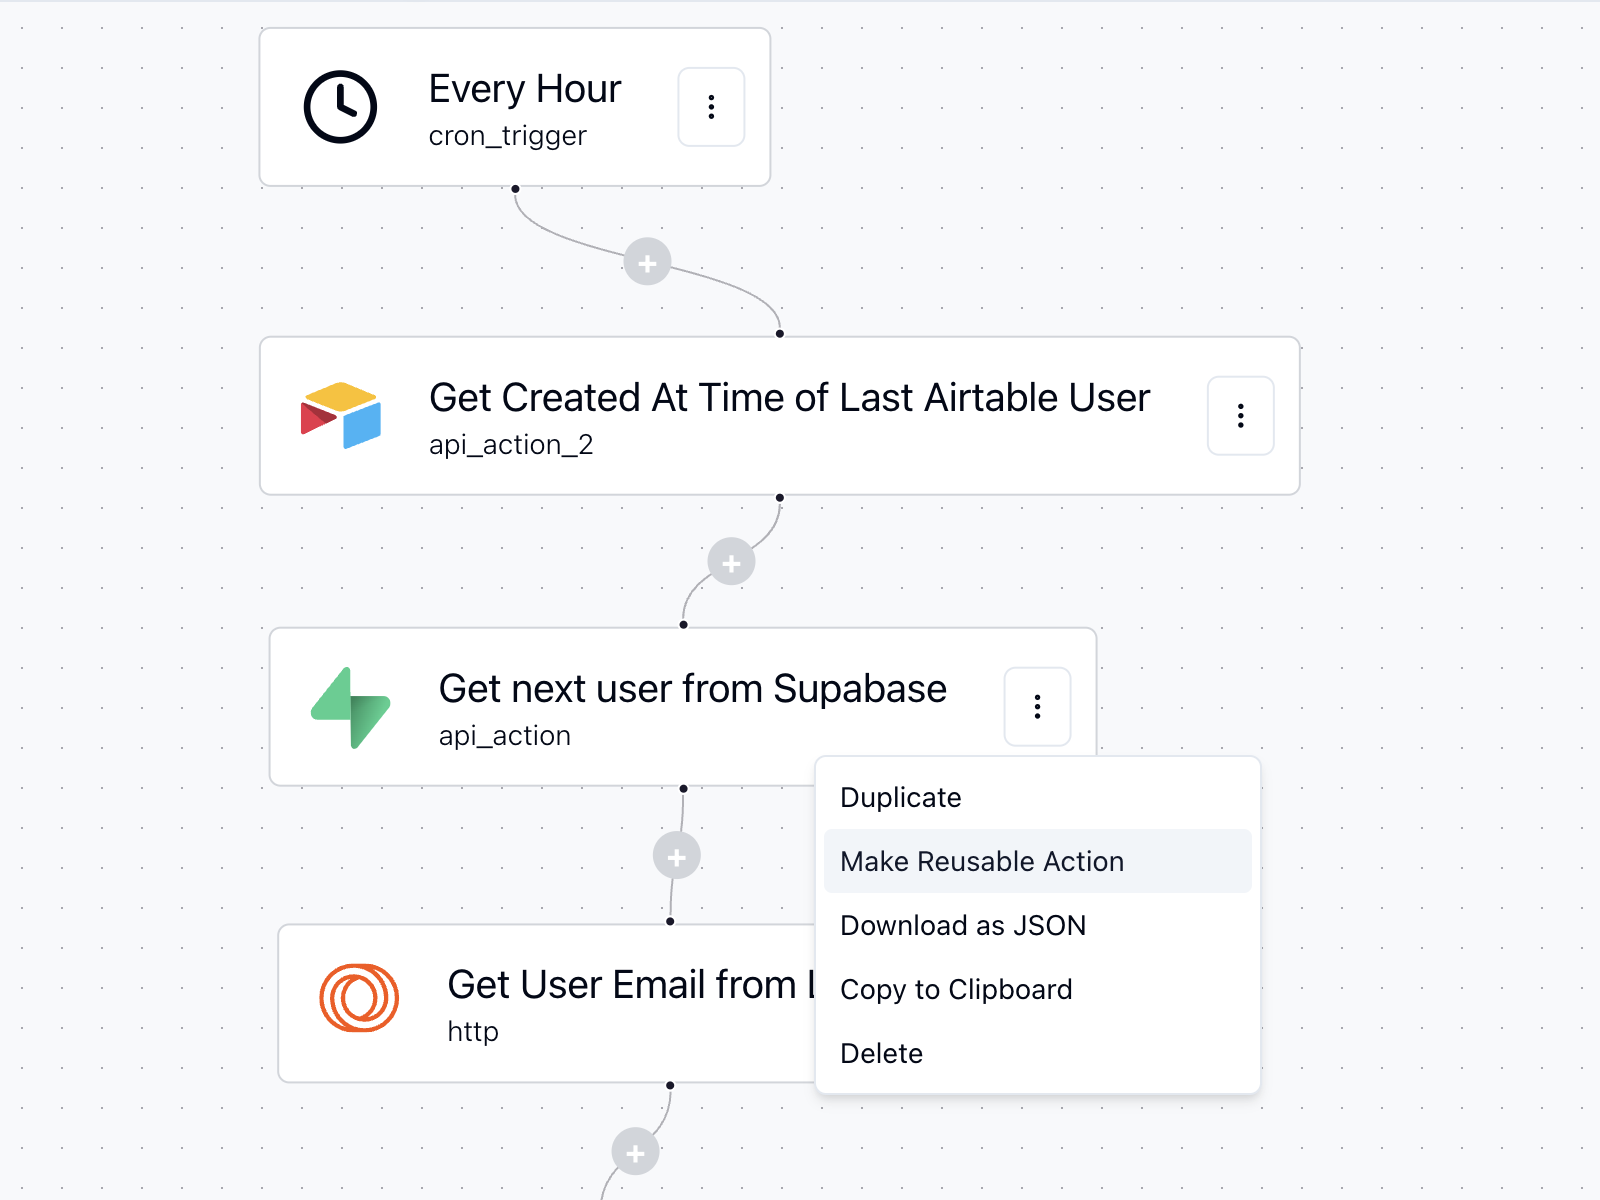 Every Hour
cron_trigger
Get Created At Time of Last Airtable User
api_action_2
Get next user from Supabase
api_action
Duplicate
Make Reusable Action
Download as JSON
Copy to Clipboard
Delete
Get User Email from
http